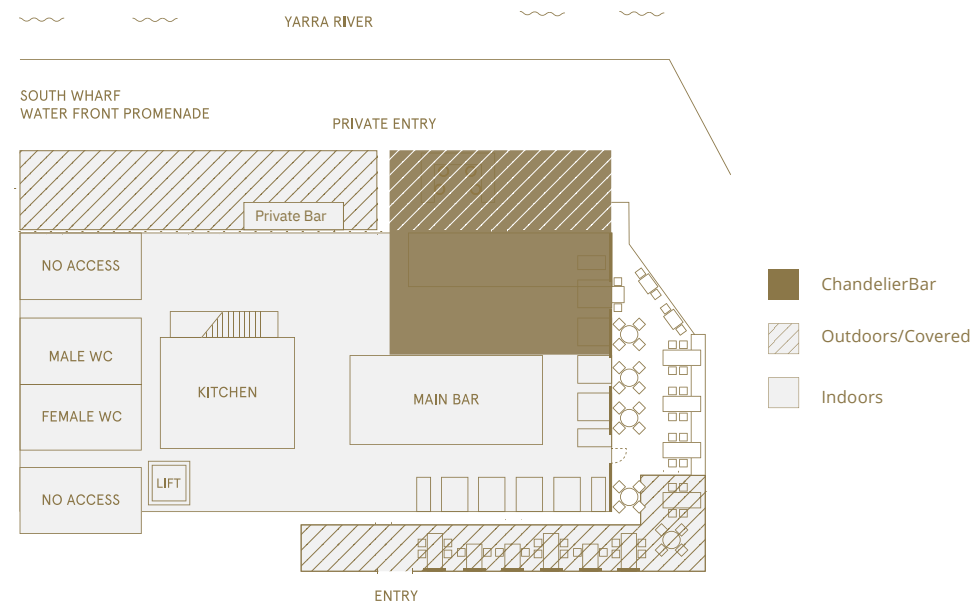 YARRA RIVER
SOUTH WHARF
WATER FRONT PROMENADE
PRIVATE ENTRY
Private Bar
NO ACCESS
MALE WC
KITCHEN
MAIN BAR
FEMALE WC
LIFT
NO ACCESS
ENTRY
ChandelierBar
Outdoors/Covered
Indoors